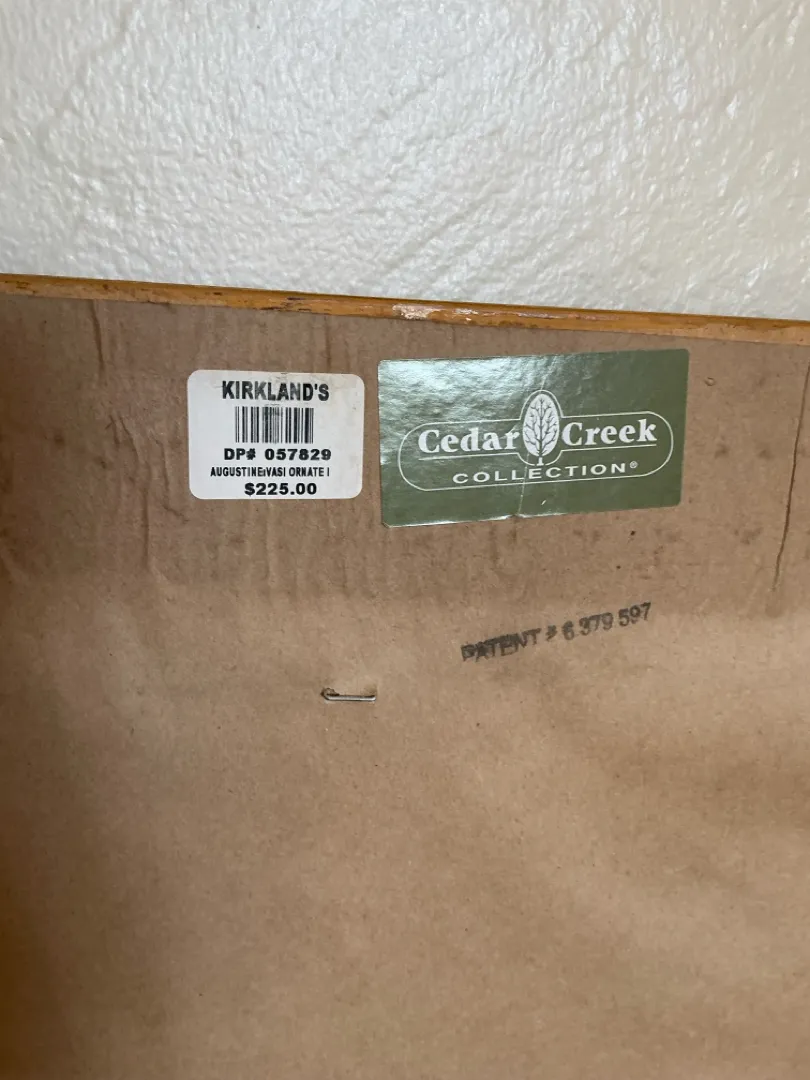 KIRKLAND'S
DP# 057829
AUGUSTINE:VASI ORNATE I
$225.00
Cedar Creek
COLLECTION®
PATENT # 6 379 597